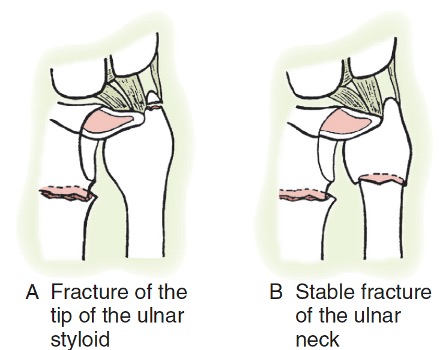 A Fracture of the
tip of the ulnar
styloid
B Stable fracture
of the ulnar
neck